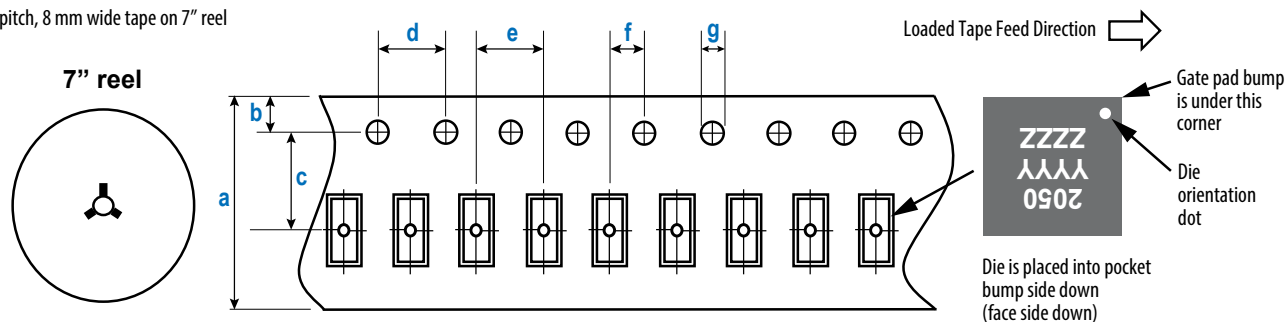 pitch, 8 mm wide tape on 7” reel
7” reel
a
b
c
d
e
f
g
Loaded Tape Feed Direction
Gate pad bump
is under this
corner
Die
orientation
dot
2050
YYYY
ZZZZ
Die is placed into pocket
bump side down
(face side down)